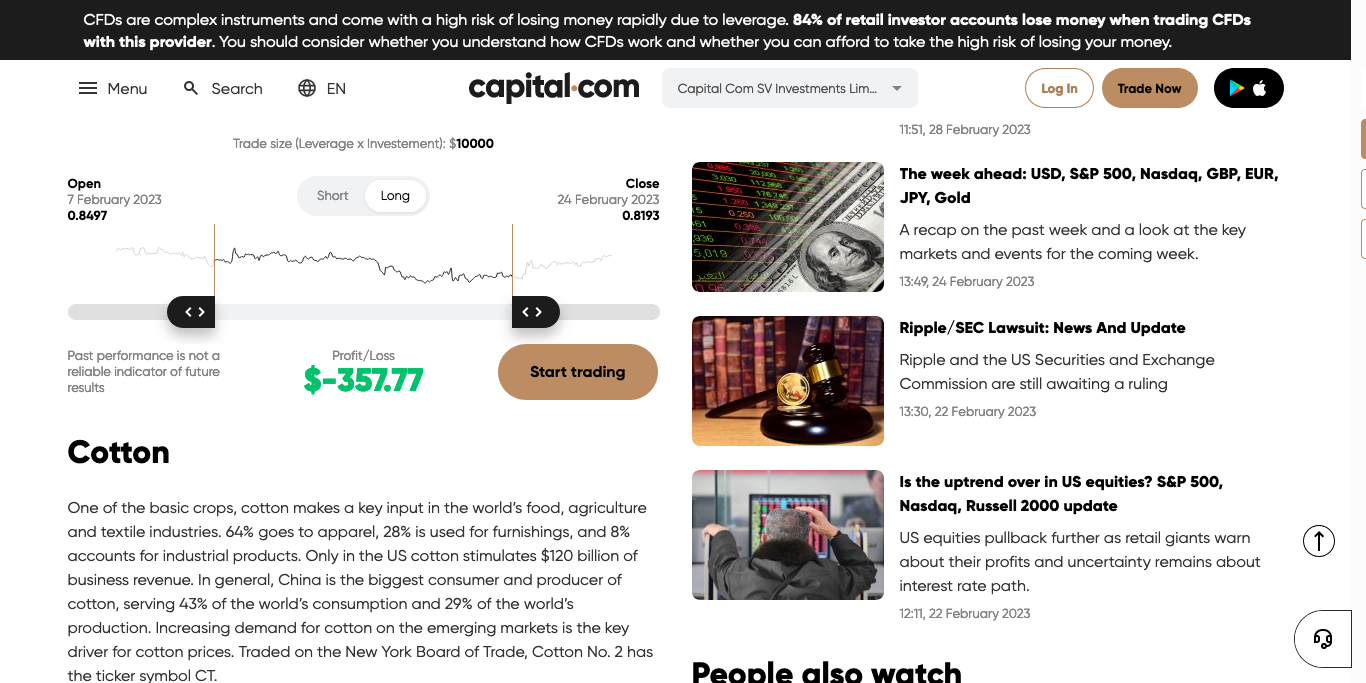 CFDs are complex instruments and come with a high risk of losing money rapidly due to leverage. 84% of retail investor accounts lose money when trading CFDs
with this provider. You should consider whether you understand how CFDs work and whether you can afford to take the high risk of losing your money.
Menu
Search
EN
capital.com
Capital Com SV Investments Lim...
Log In
Trade Now
Trade size (Leverage x Investement): $10000
Open
7 February 2023
0.8497
Short
Long
Close
24 February 2023
0.8193
Past performance is not a
reliable indicator of future
results
Profit/Loss
$-357.77
Start trading
Cotton
One of the basic crops, cotton makes a key input in the world's food, agriculture
and textile industries. 64% goes to apparel, 28% is used for furnishings, and 8%
accounts for industrial products. Only in the US cotton stimulates $120 billion of
business revenue. In general, China is the biggest consumer and producer of
cotton, serving 43% of the world's consumption and 29% of the world's
production. Increasing demand for cotton on the emerging markets is the key
driver for cotton prices. Traded on the New York Board of Trade, Cotton No. 2 has
the ticker symbol CT.
11:51, 28 February 2023
The week ahead: USD, S&P 500, Nasdaq, GBP, EUR,
JPY, Gold
A recap on the past week and a look at the key
markets and events for the coming week.
13:49, 24 February 2023
Ripple/SEC Lawsuit: News And Update
Ripple and the US Securities and Exchange
Commission are still awaiting a ruling
13:30, 22 February 2023
Is the uptrend over in US equities? S&P 500,
Nasdaq, Russell 2000 update
US equities pullback further as retail giants warn
about their profits and uncertainty remains about
interest rate path.
12:11, 22 February 2023
People also watch